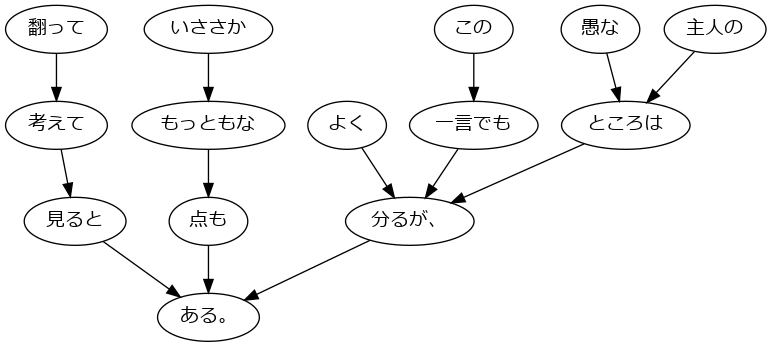 翻って
いささか
この
愚な
主人の
考えて
もっともな
よく
一言でも
ところは
見ると
点も
分るが、
ある。